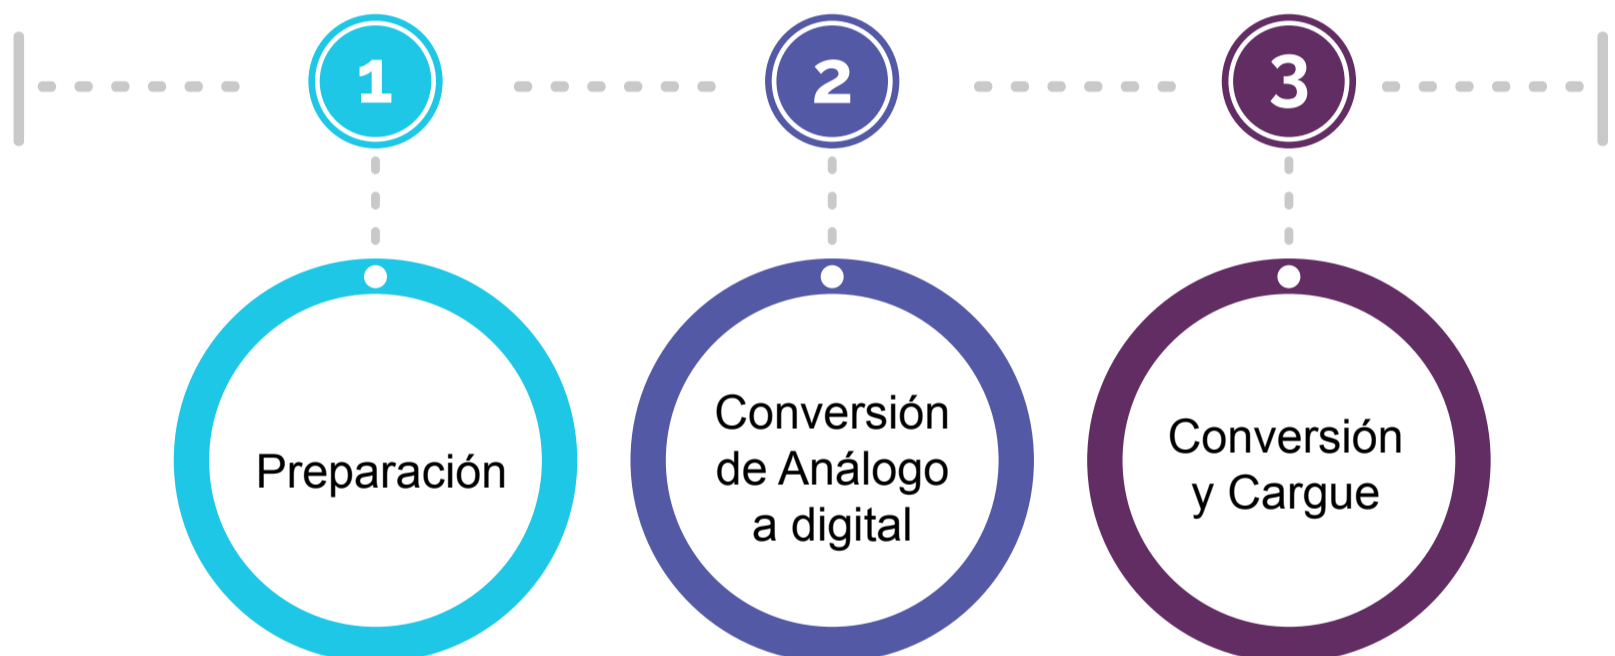 1
2
3
Preparación
Conversión
de Análogo
a digital
Conversión
y Cargue